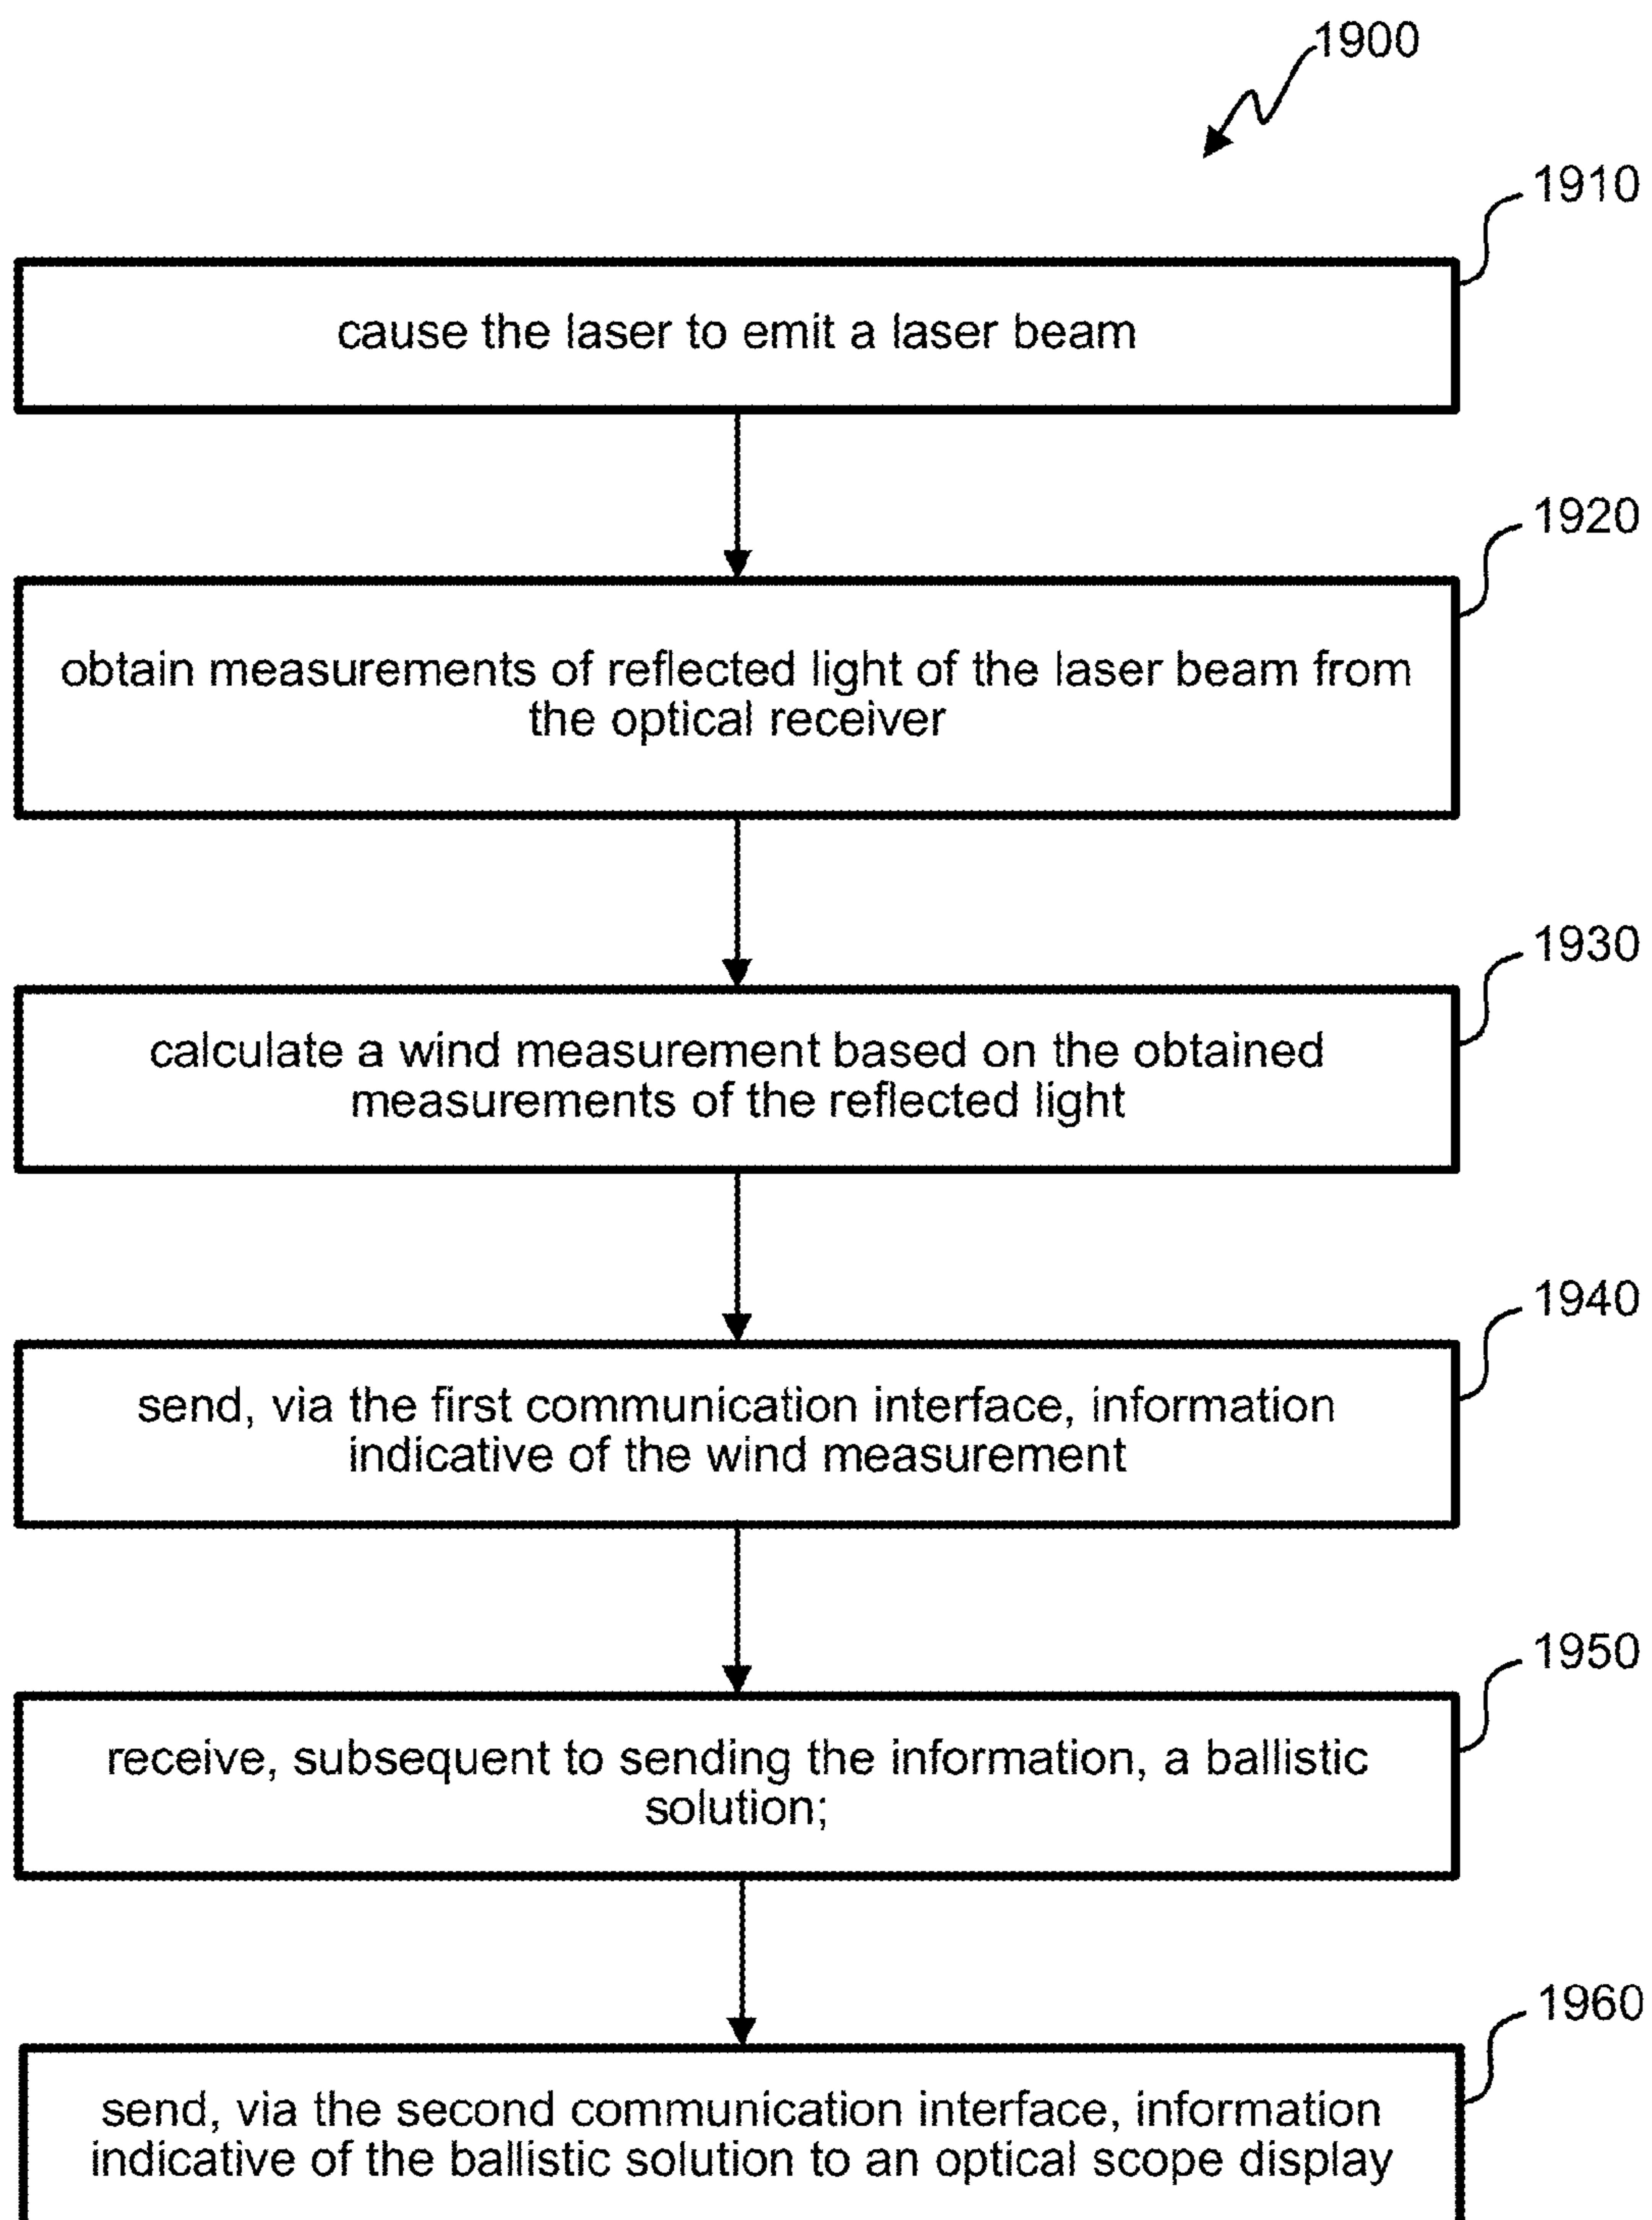 1900
1910
cause the laser to emit a laser beam
1920
obtain measurements of reflected light of the laser beam from
the optical receiver
1930
calculate a wind measurement based on the obtained
measurements of the reflected light
1940
send, via the first communication interface, information
indicative of the wind measurement
1950
receive, subsequent to sending the information, a ballistic
solution;
1960
send, via the second communication interface, information
indicative of the ballistic solution to an optical scope display